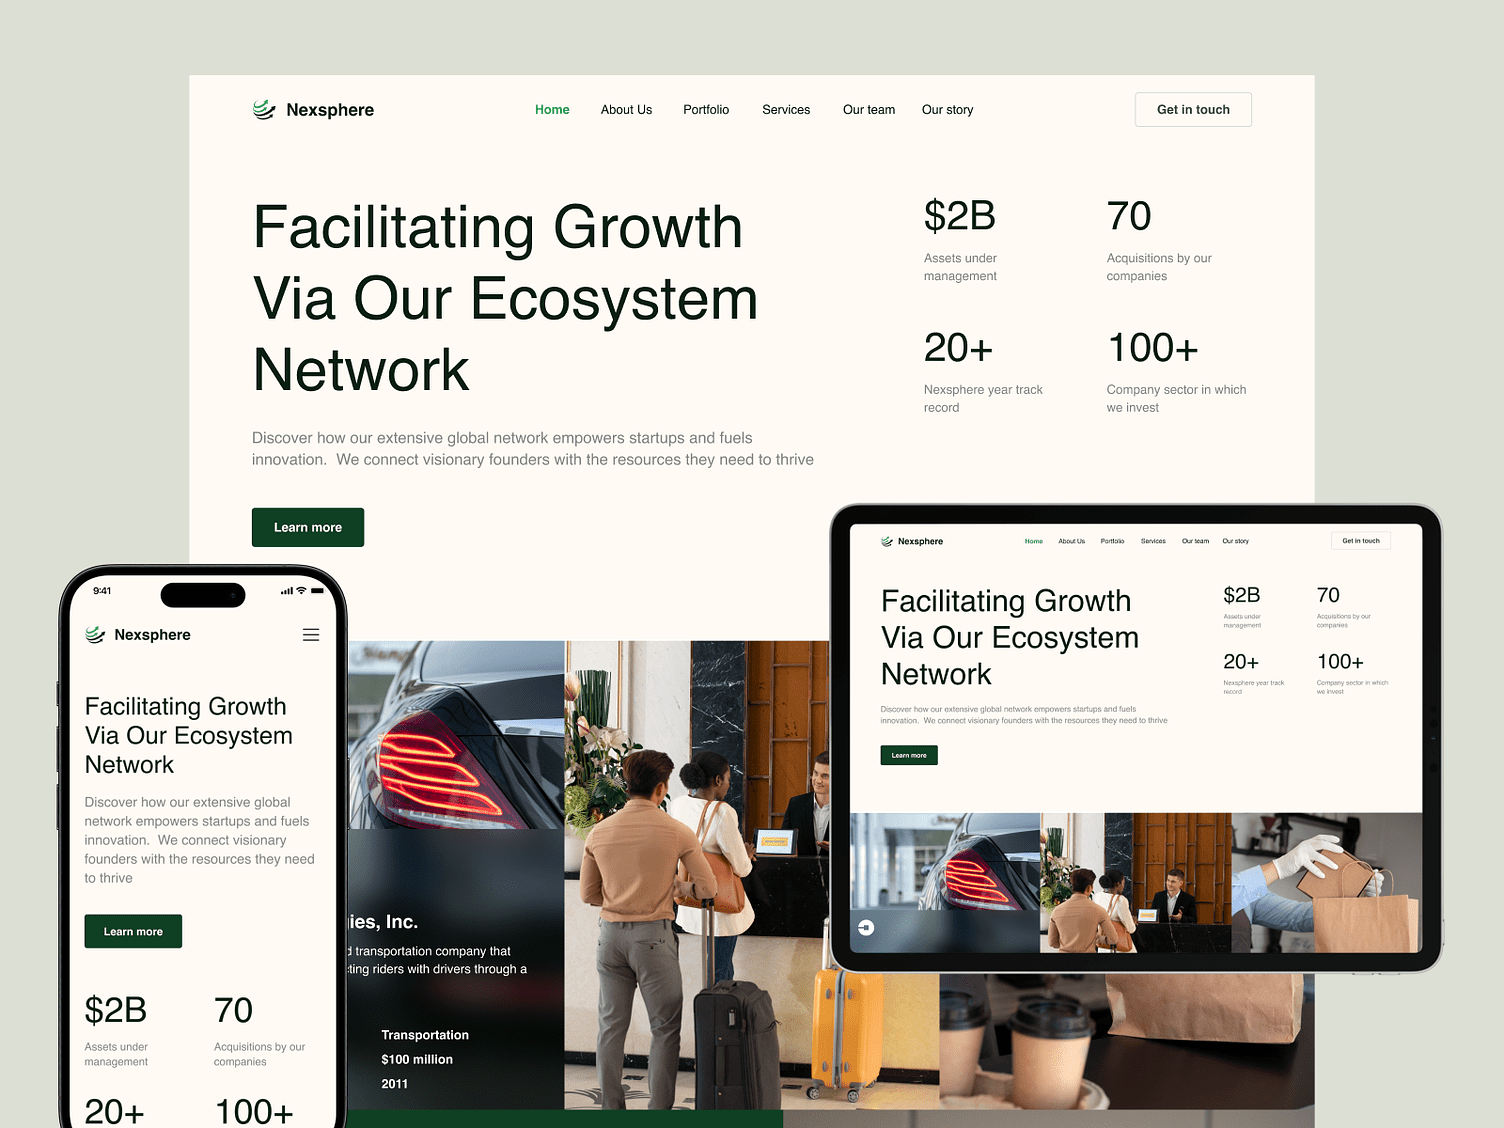 Nexsphere
Home
About Us
Portfolio
Services
Our team
Our story
Get in touch
Facilitating Growth
Via Our Ecosystem
Network
Discover how our extensive global network empowers startups and fuels
innovation.  We connect visionary founders with the resources they need to thrive
Learn more
$2B
Assets under
management
70
Acquisitions by our
companies
20+
Nexsphere year track
record
100+
Company sector in which
we invest
9:41
Nexsphere
Facilitating Growth
Via Our Ecosystem
Network
Discover how our extensive global
network empowers startups and fuels
innovation.  We connect visionary
founders with the resources they need
to thrive
Learn more
$2B
Assets under
management
70
Acquisitions by our
companies
20+
100+
Inc.
transportation company that
riders with drivers through a
Transportation
$100 million
2011
Nexsphere
Home
About Us
Portfolio
Services
Our team
Our story
Get in touch
Facilitating Growth
Via Our Ecosystem
Network
Discover how our extensive global network empowers startups and fuels
innovation.  We connect visionary founders with the resources they need to thrive
Learn more
$2B
Assets under
management
70
Acquisitions by our
companies
20+
Nexsphere year track
record
100+
Company sector in which
we invest